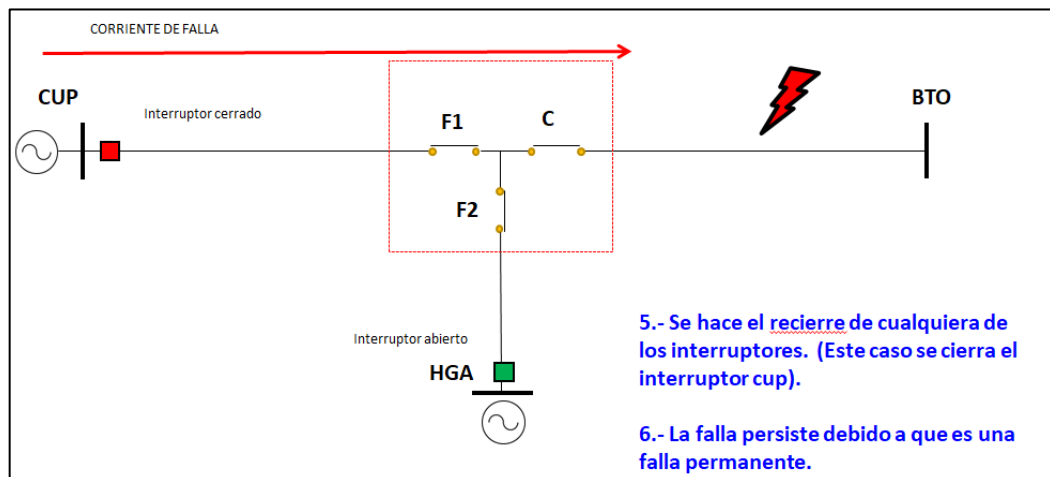 CORRIENTE DE FALLA
CUP
Interruptor cerrado
F1
C
BTO
F2
Interruptor abierto
HGA
5.- Se hace el recierre de cualquiera de
los interruptores. (Este caso se cierra el
interruptor cup).
6.- La falla persiste debido a que es una
falla permanente.